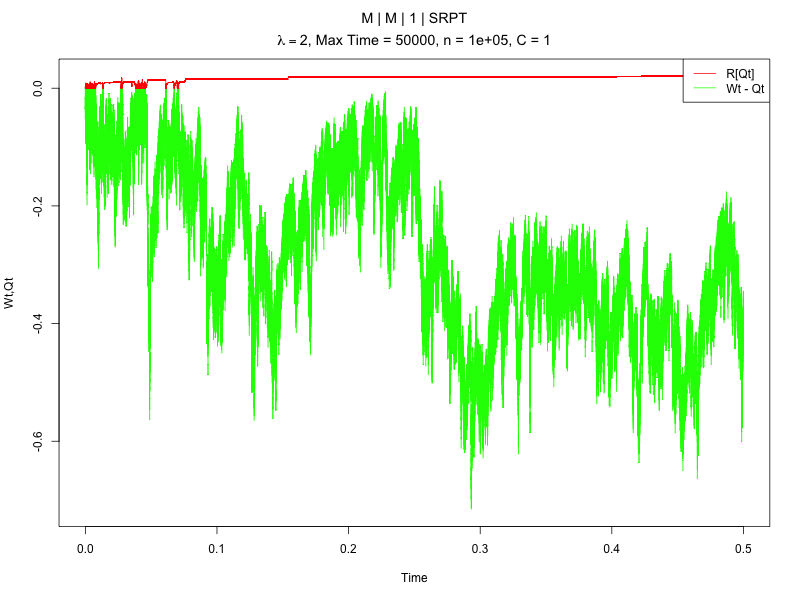 M | M | 1 | SRPT
λ = 2, Max Time = 50000, n = 1e+05, C = 1
R[Qt]
Wt - Qt
0.0
-0.2
-0.4
-0.6
Wt,Qt
0.0 0.1 0.2 0.3 0.4 0.5
Time